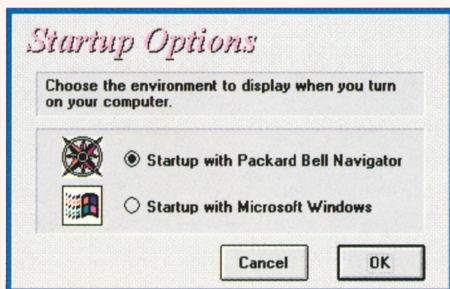 Startup Options
Choose the environment to display when you turn
on your computer.
Startup with Packard Bell Navigator
Startup with Microsoft Windows
Cancel
OK